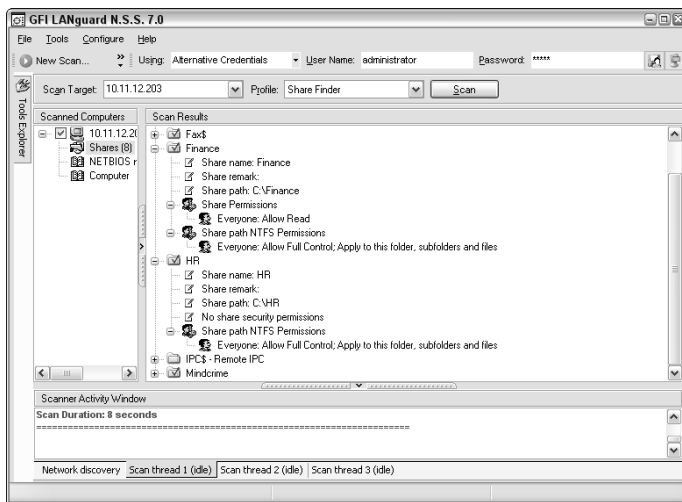 GFI LANguard N.S.S. 7.0
File Tools Configure Help
New Scan... » Using: Alternative Credentials User Name: administrator Password: *****
Scan Target: 10.11.12.203 Profile: Share Finder Scan
Tools Explorer
Scanned Computers
10.11.12.20
Shares (8)
NETBIOS r
Computer
Scan Results
Fax$
Finance
Share name: Finance
Share remark:
Share path: C:\Finance
Share Permissions
Everyone: Allow Read
Share path NTFS Permissions
Everyone: Allow Full Control; Apply to this folder, subfolders and files
HR
Share name: HR
Share remark:
Share path: C:\HR
No share security permissions
Share path NTFS Permissions
Everyone: Allow Full Control; Apply to this folder, subfolders and files
IPC$ - Remote IPC
Mindcrime
Scanner Activity Window
Scan Duration: 8 seconds
========================================================================
Network discovery Scan thread 1 (idle) Scan thread 2 (idle) Scan thread 3 (idle)